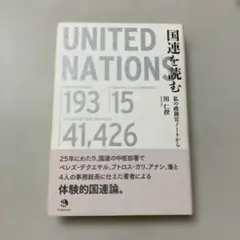 国連を読む
私の政務官ノートから
田 仁揆
UNITED
NATIONS
193 15
41,426
25年にわたり、国連の中枢部署で
ペレズ・デクエヤル、ブトロス・ガリ、アナン、潘と
4人の事務総長に仕えた著者による
体験的国連論。